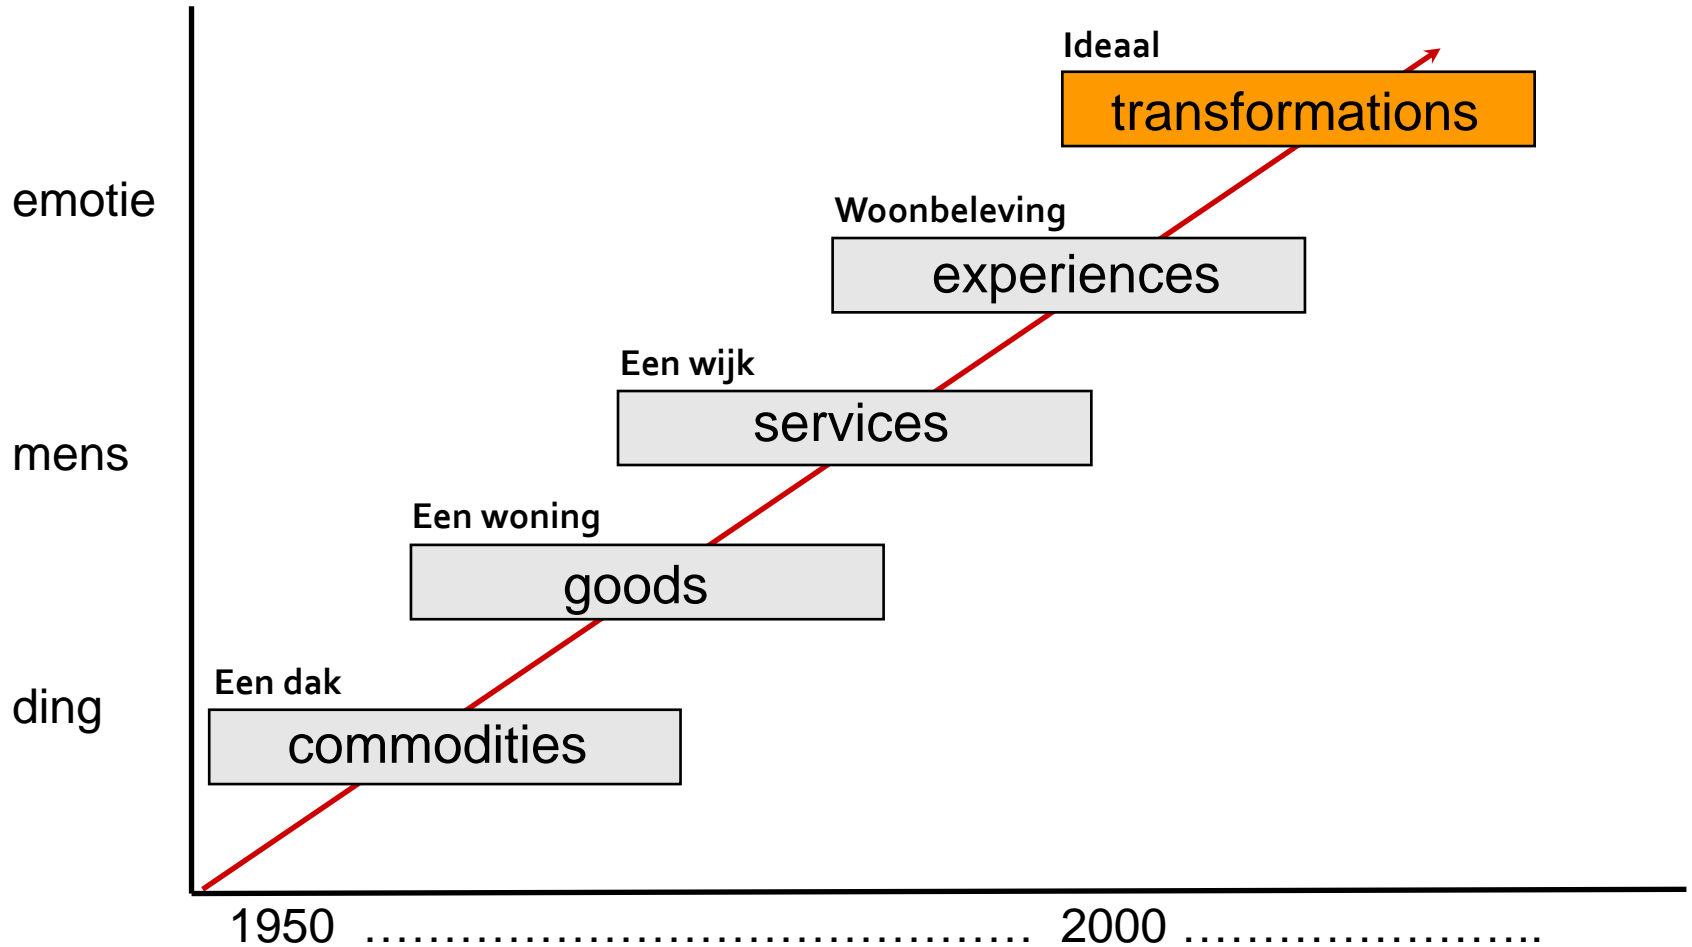 Ideaal
transformations
emotie
Woonbeleving
experiences
Een wijk
services
mens
Een woning
goods
Een dak
ding
commodities
1950 ……………………………………. 2000 …………………..